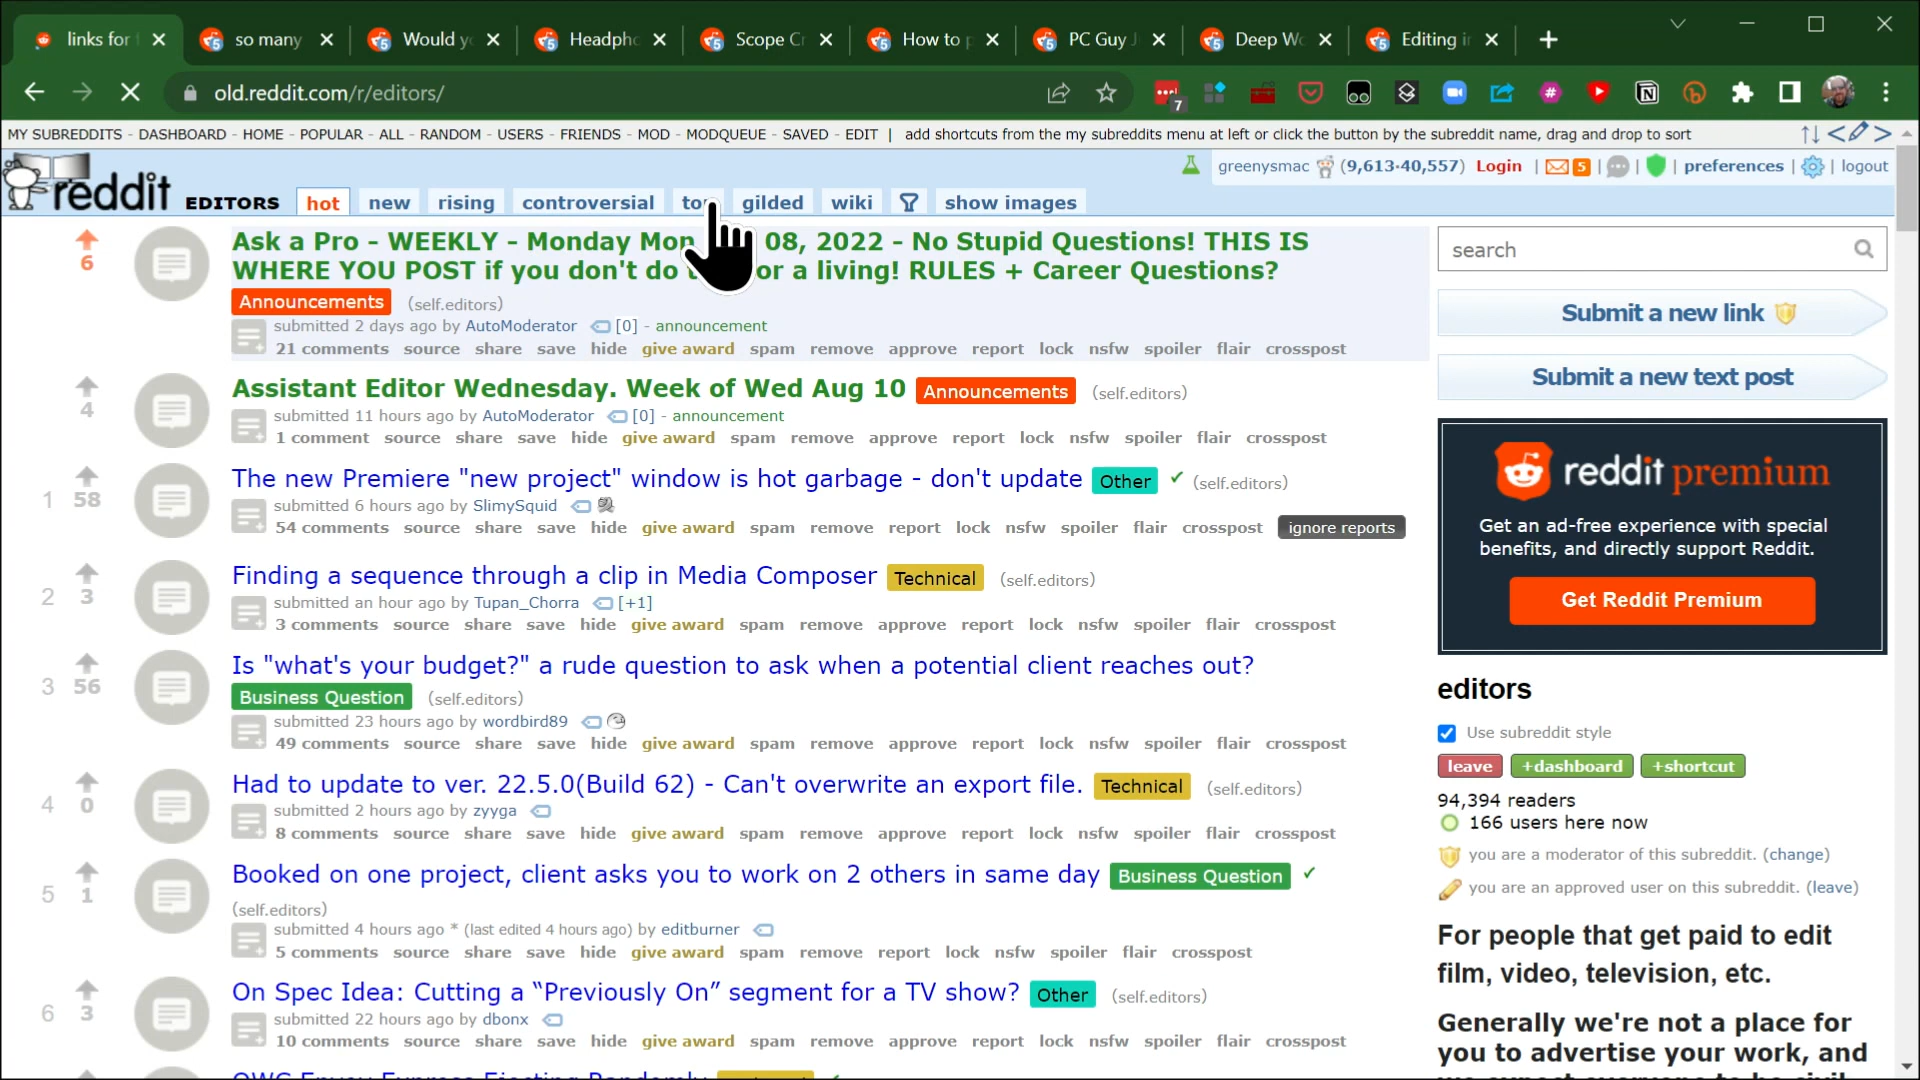 links for
so many
Would y
Headpho
Scope Cr
How to p
PC Guy J
Deep Wo
Editing in
old.reddit.com/r/editors/
7
MY SUBREDDITS - DASHBOARD - HOME - POPULAR - ALL - RANDOM - USERS - FRIENDS - MOD - MODQUEUE - SAVED - EDIT | add shortcuts from the my subreddits menu at left or click the button by the subreddit name, drag and drop to sort
greenysmac (9,613·40,557) Login | 5 | | | preferences | | logout
reddit EDITORS hot new rising controversial top gilded wiki show images
6
Ask a Pro - WEEKLY - Monday Mon 08, 2022 - No Stupid Questions! THIS IS
WHERE YOU POST if you don't do or a living! RULES + Career Questions?
Announcements (self.editors)
submitted 2 days ago by AutoModerator [0] - announcement
21 comments source share save hide give award spam remove approve report lock nsfw spoiler flair crosspost
4
Assistant Editor Wednesday. Week of Wed Aug 10 Announcements (self.editors)
submitted 11 hours ago by AutoModerator [0] - announcement
1 comment source share save hide give award spam remove approve report lock nsfw spoiler flair crosspost
1 58
The new Premiere "new project" window is hot garbage - don't update Other ✓ (self.editors)
submitted 6 hours ago by SlimySquid
54 comments source share save hide give award spam remove report lock nsfw spoiler flair crosspost ignore reports
2 3
Finding a sequence through a clip in Media Composer Technical (self.editors)
submitted an hour ago by Tupan_Chorra [+1]
3 comments source share save hide give award spam remove approve report lock nsfw spoiler flair crosspost
3 56
Is "what's your budget?" a rude question to ask when a potential client reaches out?
Business Question (self.editors)
submitted 23 hours ago by wordbird89
49 comments source share save hide give award spam remove approve report lock nsfw spoiler flair crosspost
4 0
Had to update to ver. 22.5.0(Build 62) - Can't overwrite an export file. Technical (self.editors)
submitted 2 hours ago by zyyga
8 comments source share save hide give award spam remove approve report lock nsfw spoiler flair crosspost
5 1
Booked on one project, client asks you to work on 2 others in same day Business Question ✓
(self.editors)
submitted 4 hours ago * (last edited 4 hours ago) by editburner
5 comments source share save hide give award spam remove report lock nsfw spoiler flair crosspost
6 3
On Spec Idea: Cutting a “Previously On” segment for a TV show? Other (self.editors)
submitted 22 hours ago by dbonx
10 comments source share save hide give award spam remove approve report lock nsfw spoiler flair crosspost
OWC Envoy Express Ejecting Randomly
search
Submit a new link
Submit a new text post
reddit premium
Get an ad-free experience with special
benefits, and directly support Reddit.
Get Reddit Premium
editors
Use subreddit style
leave +dashboard +shortcut
94,394 readers
166 users here now
you are a moderator of this subreddit. (change)
you are an approved user on this subreddit. (leave)
For people that get paid to edit
film, video, television, etc.
Generally we're not a place for
you to advertise your work, and